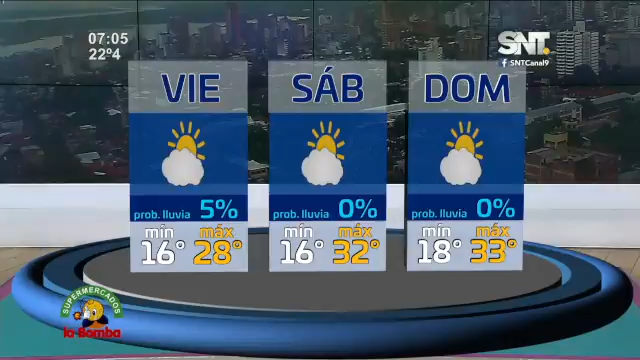 07:05
22°4
SNT
SNTCanal9
VIE
prob. lluvia 5%
mín máx
16° 28°
SÁB
prob. lluvia 0%
mín máx
16° 32°
DOM
prob. lluvia 0%
mín máx
18° 33°
SUPERMERCADOS
la Bomba